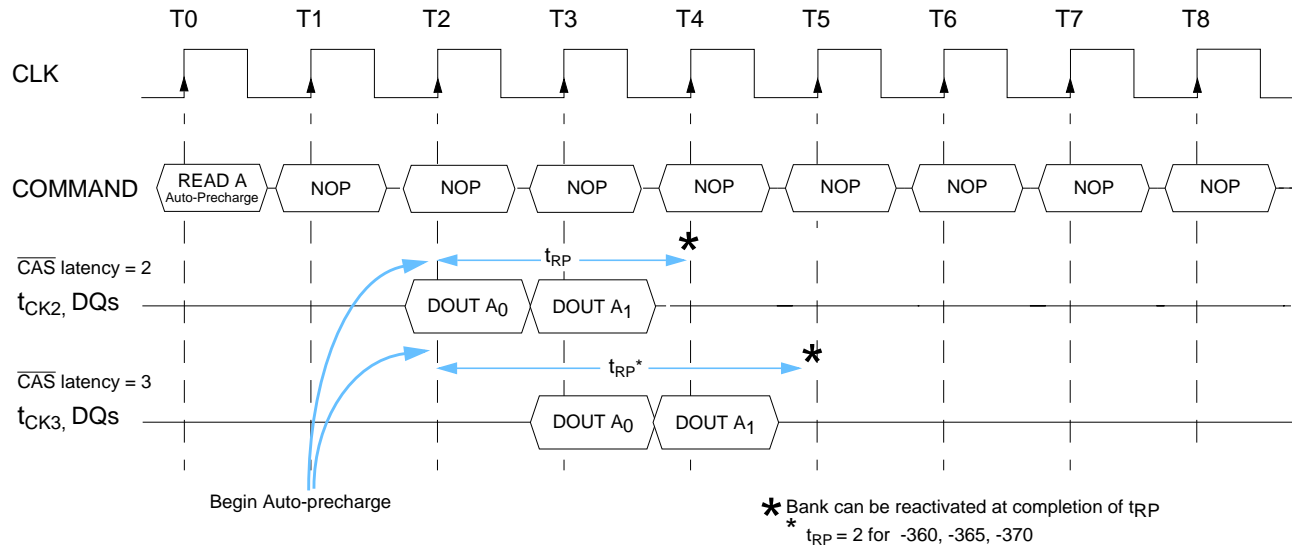 T0 T1 T2 T3 T4 T5 T6 T7 T8
CLK
COMMAND
READ A
Auto-Precharge
NOP NOP NOP NOP NOP NOP NOP NOP
*
tRP
CAS latency = 2
tCK2, DQs
DOUT A0 DOUT A1
*
tRP*
CAS latency = 3
tCK3, DQs
DOUT A0 DOUT A1
Begin Auto-precharge
* Bank can be reactivated at completion of tRP
* tRP = 2 for -360, -365, -370